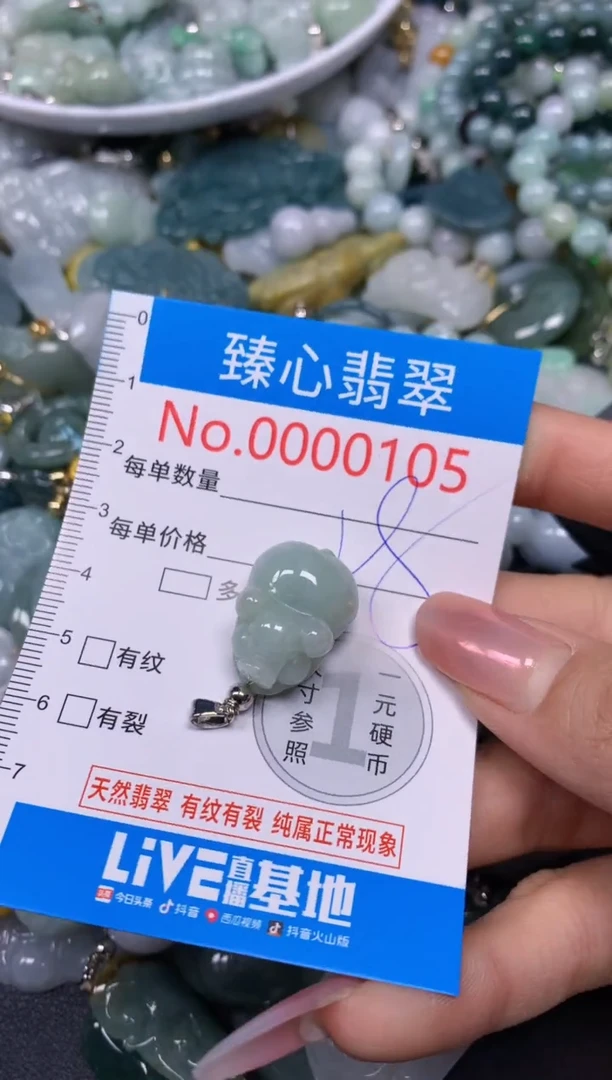 0
臻心翡翠
1
No.0000105
2
每单数量
3
每单价格
18
4
多
5
有纹
寸参照
1
一元硬币
6
有裂
7
天然翡翠 有纹有裂 纯属正常现象
LiVE直播基地
头条 今日头条 抖音 西瓜视频 抖音火山版